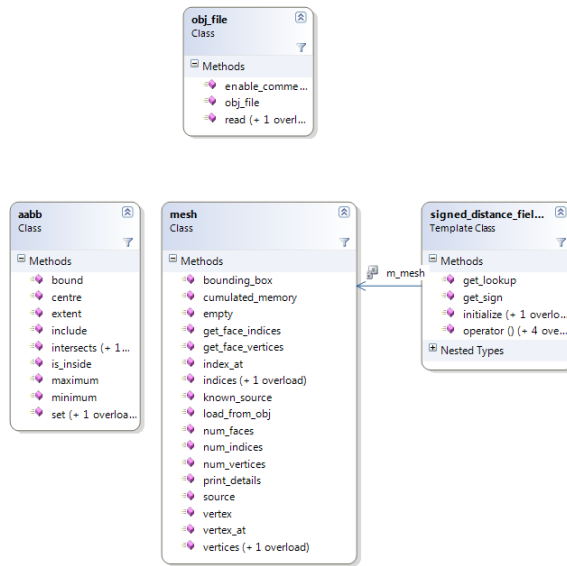 obj_file
Class
Methods
enable_comme...
obj_file
read (+ 1 overl...
aabb
Class
Methods
bound
centre
extent
include
intersects (+ 1...
is_inside
maximum
minimum
set (+ 1 overloa...
mesh
Class
Methods
bounding_box
cumulated_memory
empty
get_face_indices
get_face_vertices
index_at
indices (+ 1 overload)
known_source
load_from_obj
num_faces
num_indices
num_vertices
print_details
source
vertex
vertex_at
vertices (+ 1 overload)
m_mesh
signed_distance_fiel...
Template Class
Methods
get_lookup
get_sign
initialize (+ 1 overlo...
operator () (+ 4 ove...
Nested Types